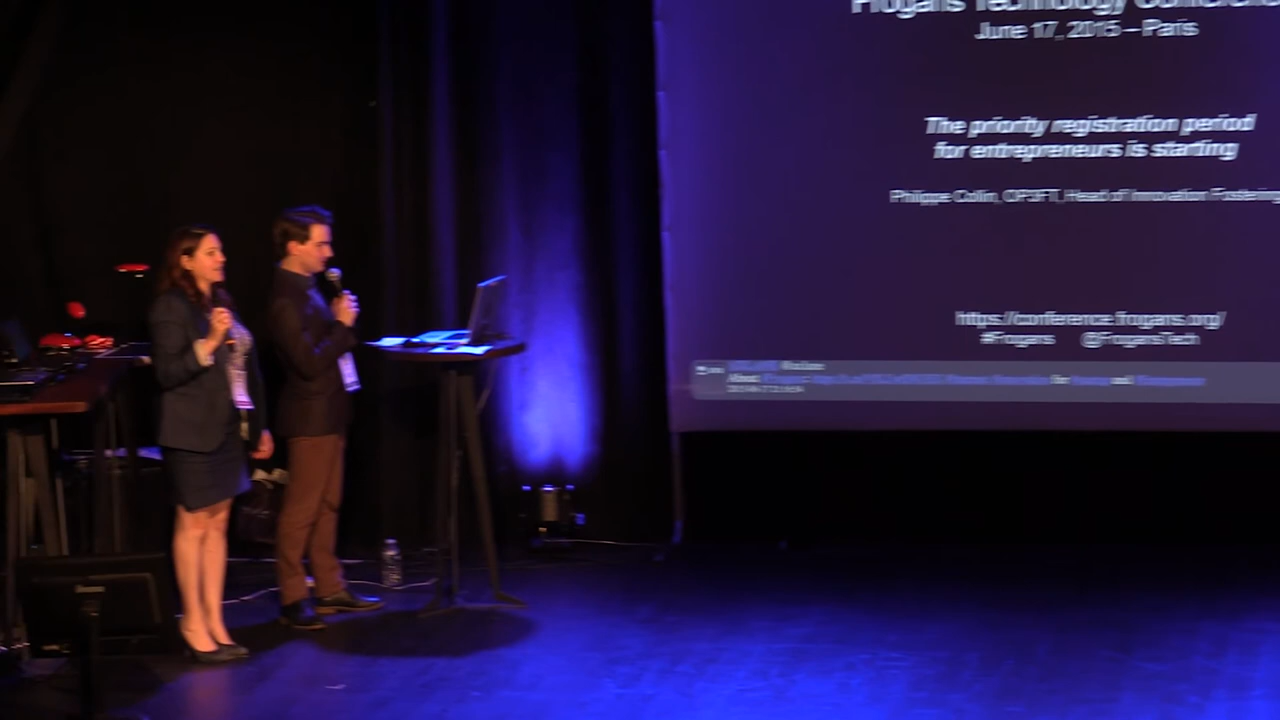 Frogans Technology Conference
June 17, 2015 – Paris
The priority registration period
for entrepreneurs is starting
Philippe Collin, OP3FT, Head of Innovation Fostering
https://conference.frogans.org/
#Frogans @FrogansTech